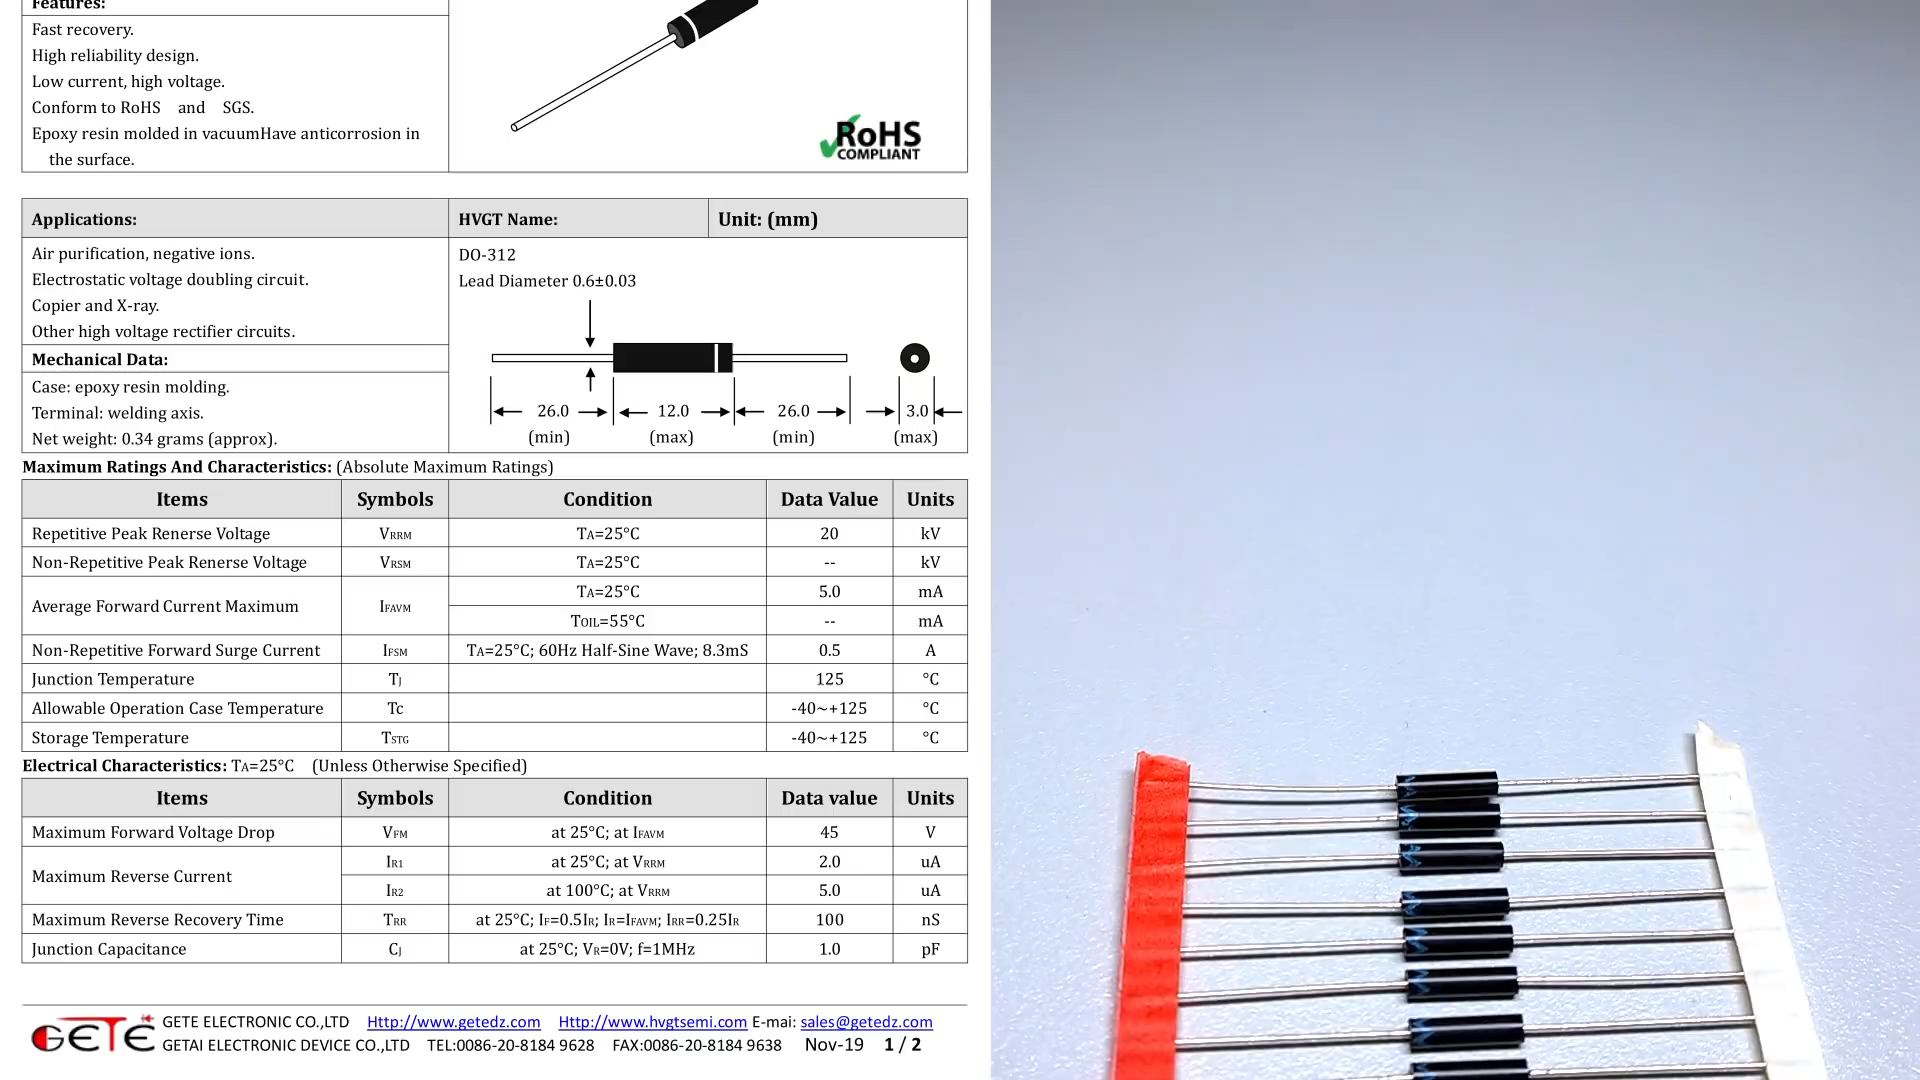 Features:
Fast recovery.
High reliability design.
Low current, high voltage.
Conform to RoHS and SGS.
Epoxy resin molded in vacuumHave anticorrosion in
the surface.
RoHS
COMPLIANT
Applications:
HVGT Name:
Unit: (mm)
Air purification, negative ions.
Electrostatic voltage doubling circuit.
Copier and X-ray.
Other high voltage rectifier circuits.
Mechanical Data:
Case: epoxy resin molding.
Terminal: welding axis.
Net weight: 0.34 grams (approx).
DO-312
Lead Diameter 0.6±0.03
26.0 12.0 26.0 3.0
(min) (max) (min) (max)
Maximum Ratings And Characteristics: (Absolute Maximum Ratings)
Items Symbols Condition Data Value Units
Repetitive Peak Renerse Voltage VRRM TA=25°C 20 kV
Non-Repetitive Peak Renerse Voltage VRSM TA=25°C -- kV
Average Forward Current Maximum IFAVM TA=25°C 5.0 mA
TOIL=55°C -- mA
Non-Repetitive Forward Surge Current IFSM TA=25°C; 60Hz Half-Sine Wave; 8.3mS 0.5 A
Junction Temperature TJ 125 °C
Allowable Operation Case Temperature Tc -40~+125 °C
Storage Temperature TSTG -40~+125 °C
Electrical Characteristics: TA=25°C (Unless Otherwise Specified)
Items Symbols Condition Data value Units
Maximum Forward Voltage Drop VFM at 25°C; at IFAVM 45 V
Maximum Reverse Current IR1 at 25°C; at VRRM 2.0 uA
IR2 at 100°C; at VRRM 5.0 uA
Maximum Reverse Recovery Time TRR at 25°C; IF=0.5IR; IR=IFAVM; IRR=0.25IR 100 nS
Junction Capacitance CJ at 25°C; VR=0V; f=1MHz 1.0 pF
GETE
GETE ELECTRONIC CO.,LTD Http://www.getedz.com Http://www.hvgtsemi.com E-mai: sales@getedz.com
GETAI ELECTRONIC DEVICE CO.,LTD TEL:0086-20-8184 9628 FAX:0086-20-8184 9638 Nov-19 1 / 2